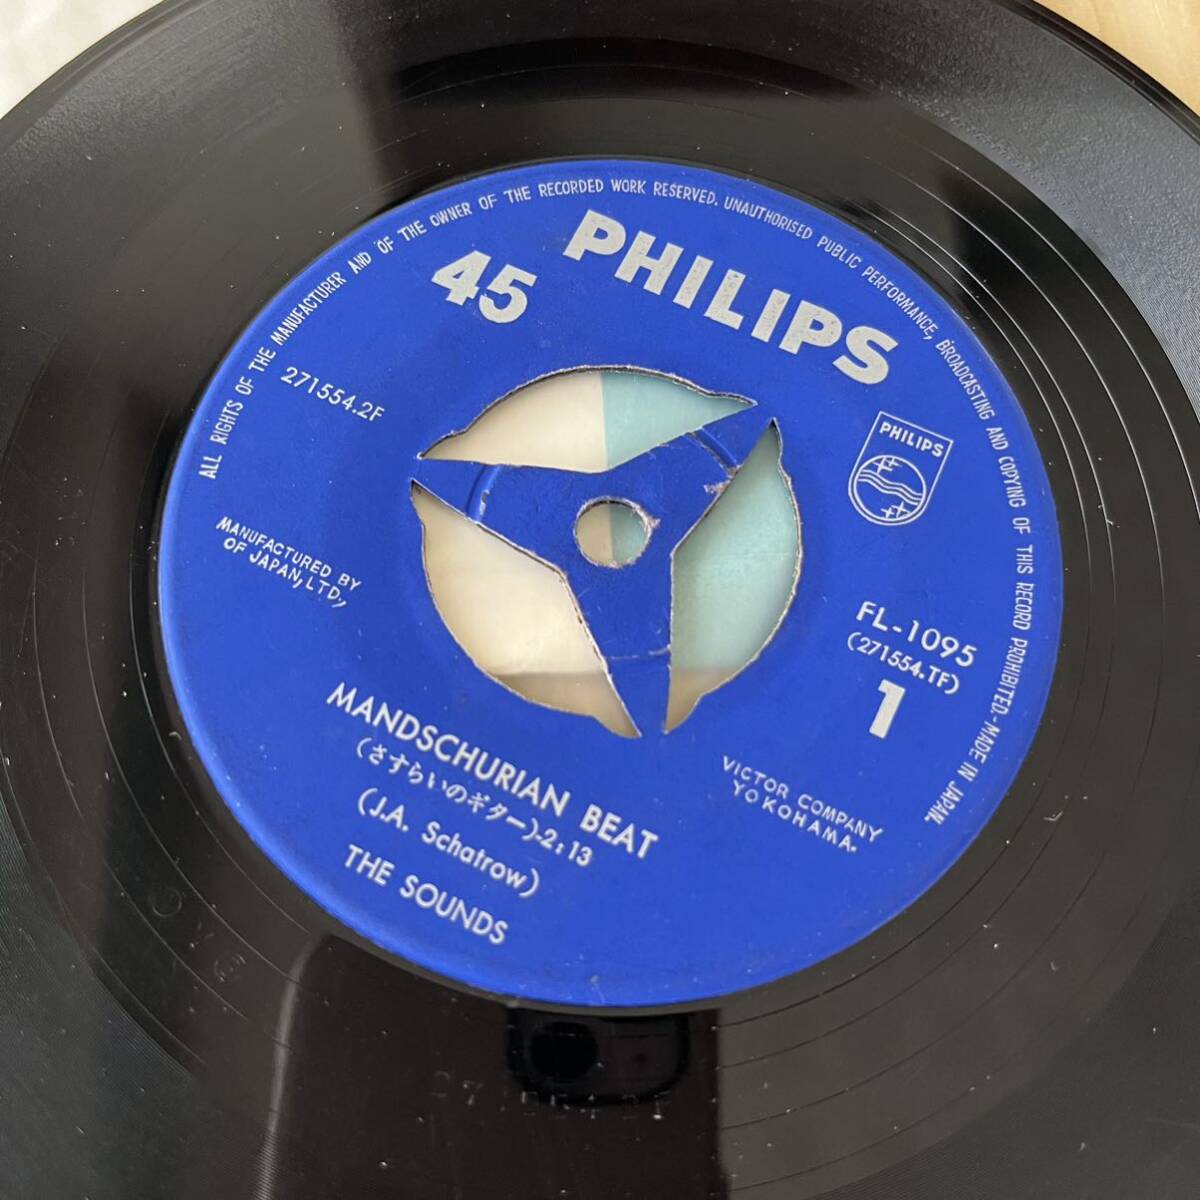 ALL RIGHTS OF THE MANUFACTURER AND OF THE OWNER OF THE RECORDED WORK RESERVED. UNAUTHORISED PUBLIC PERFORMANCE, BROADCASTING AND COPYING OF THIS RECORD PROHIBITED-MADE IN JAPAN.
PHILIPS
45
271554.2F
PHILIPS
MANUFACTURED BY
OF JAPAN, LTD,
FL-1095
(271554.TF)
1
VICTOR COMPANY
YOKOHAMA.
MANDSCHURIAN BEAT
(さすらいのギター)-2:13
(J.A. Schatrow)
THE SOUNDS